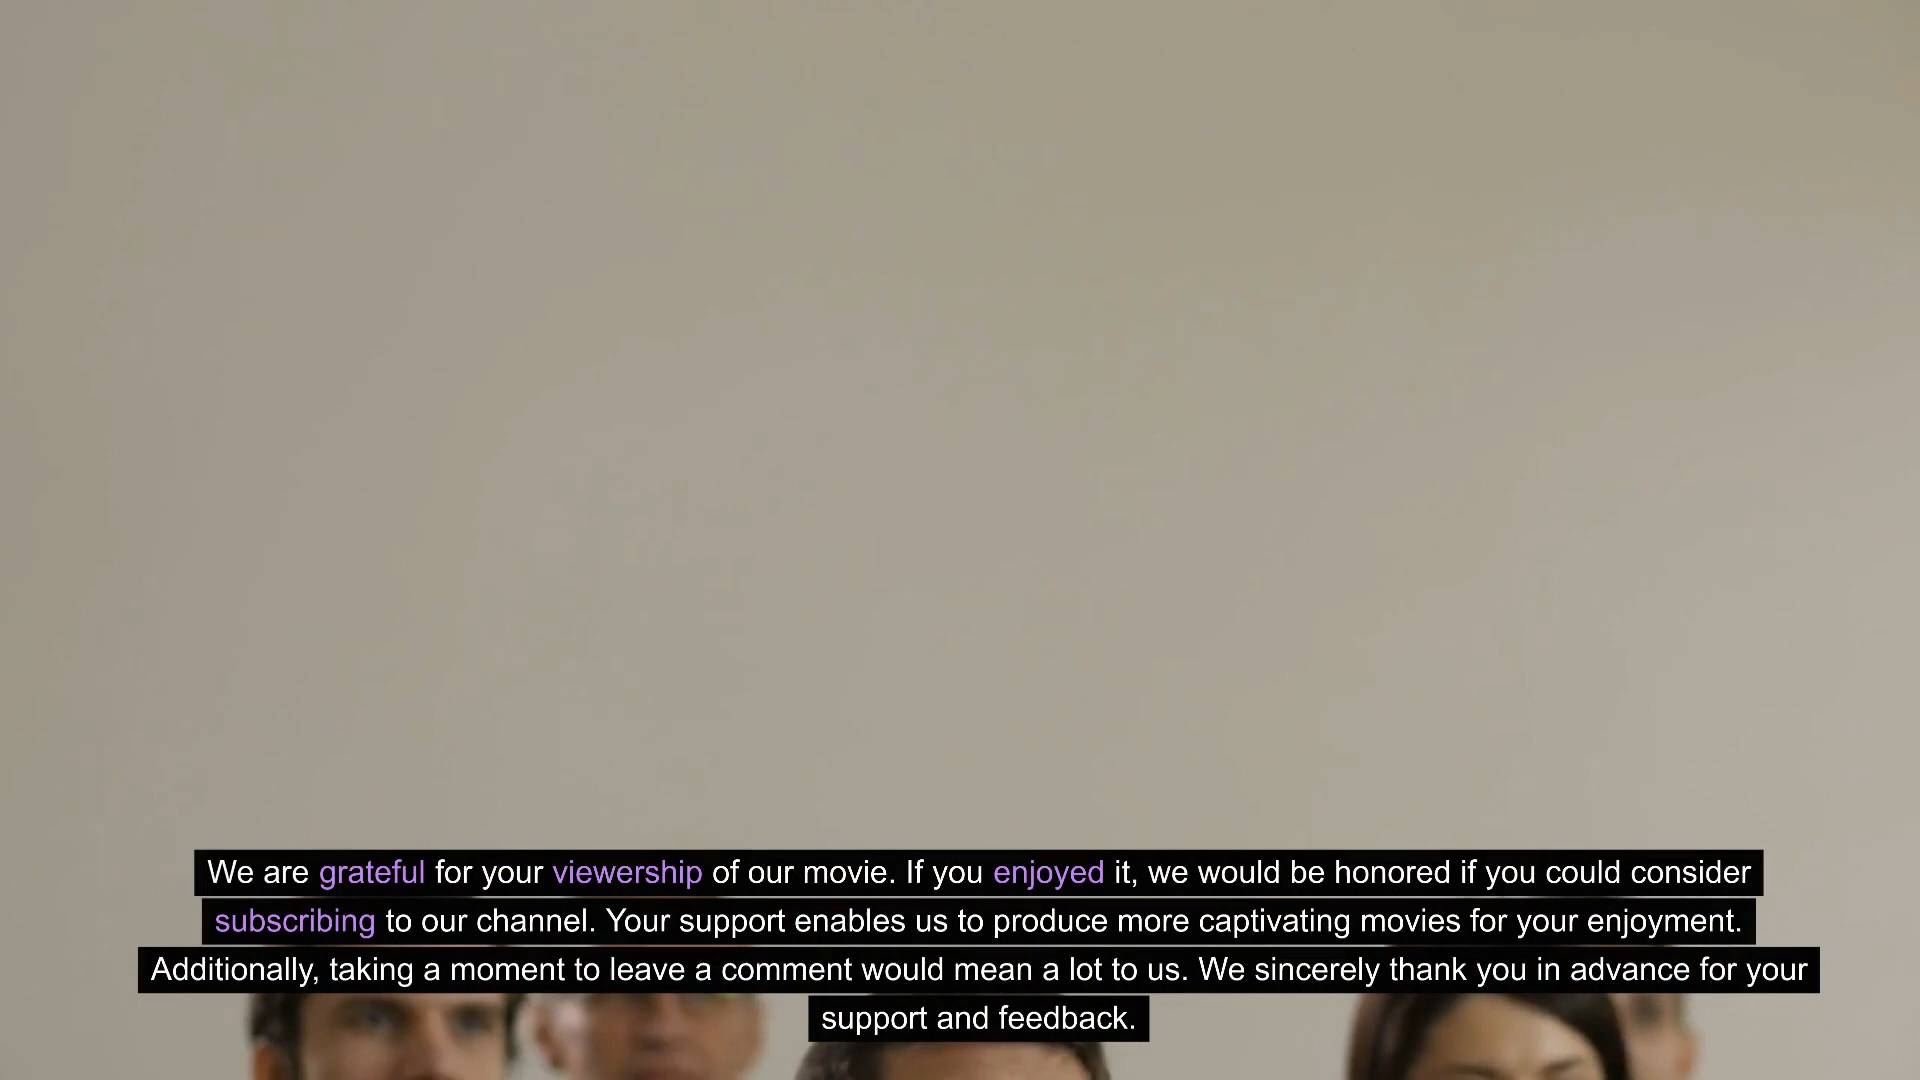 We are grateful for your viewership of our movie. If you enjoyed it, we would be honored if you could consider
subscribing to our channel. Your support enables us to produce more captivating movies for your enjoyment.
Additionally, taking a moment to leave a comment would mean a lot to us. We sincerely thank you in advance for your
support and feedback.